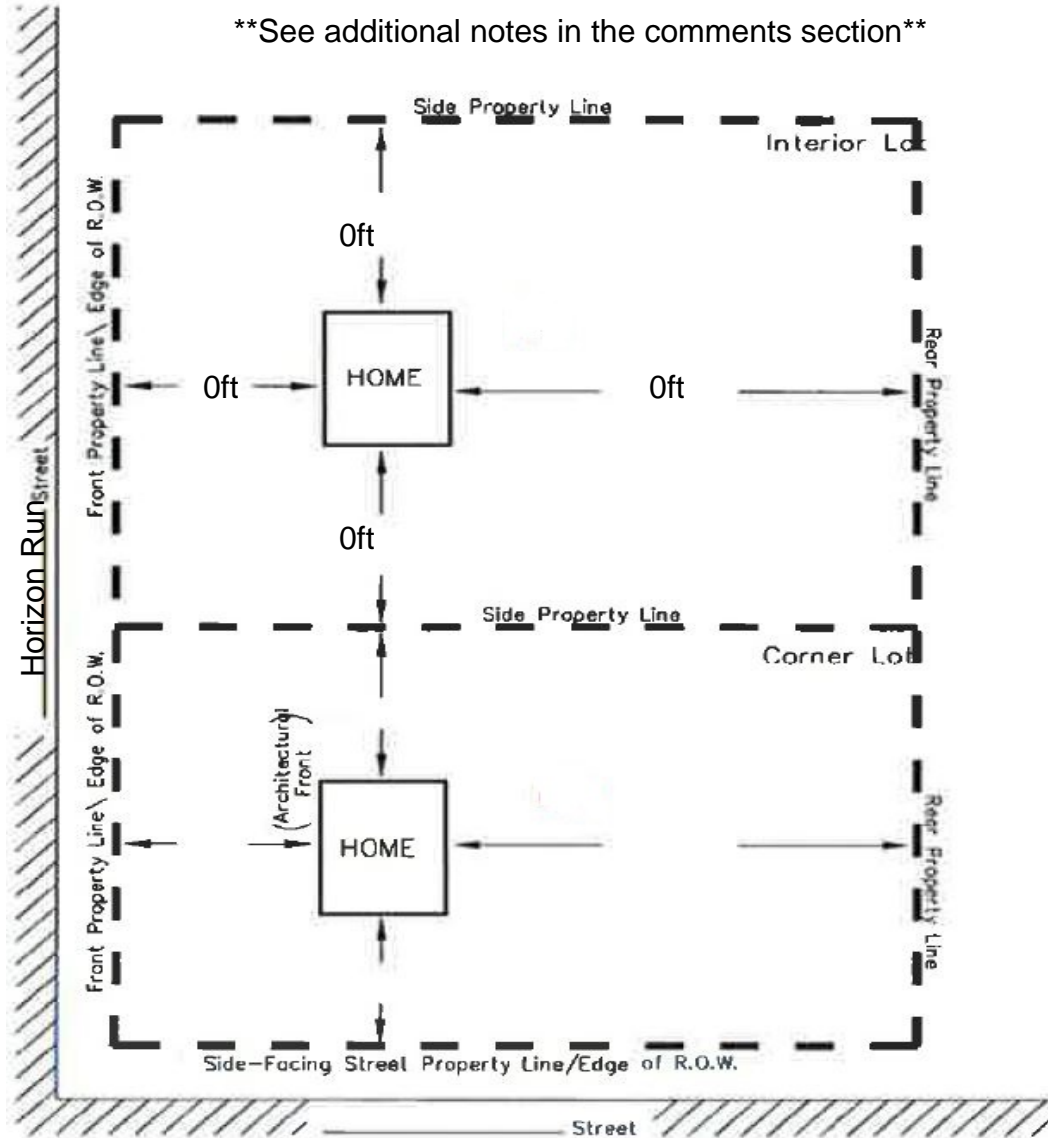 **See additional notes in the comments section**
Side Property Line
Interior Lot
Front Property Line\ Edge of R.O.W.
0ft
HOME
0ft
0ft
Rear Property Line
0ft
Horizon Run Street
Side Property Line
Corner Lot
Front Property Line\ Edge of R.O.W.
(Architectural
Front )
HOME
Rear Property Line
Side-Facing Street Property Line/Edge of R.O.W.
Street